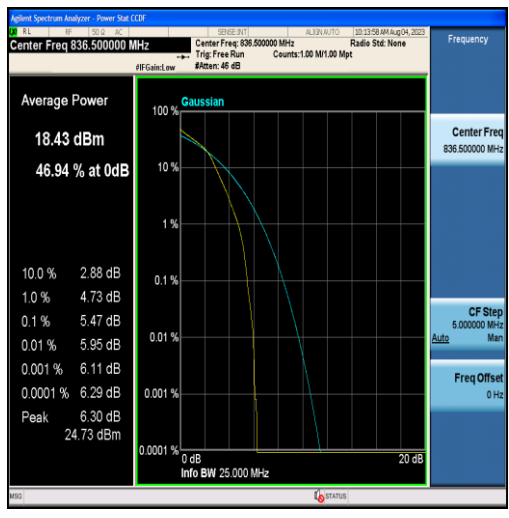 Agilent Spectrum Analyzer - Power Stat CCDF
RL RF 50 Ω AC SENSE:INT ALIGN AUTO 10:13:58 AM Aug 04, 2023
Center Freq 836.500000 MHz
Center Freq: 836.500000 MHz Radio Std: None
Trig: Free Run Counts:1.00 M/1.00 Mpt
#IFGain:Low #Atten: 46 dB
Frequency
Average Power
18.43 dBm
46.94 % at 0dB
10.0 % 2.88 dB
1.0 % 4.73 dB
0.1 % 5.47 dB
0.01 % 5.95 dB
0.001 % 6.11 dB
0.0001 % 6.29 dB
Peak 6.30 dB
24.73 dBm
Gaussian
100 %
10 %
1 %
0.1 %
0.01 %
0.001 %
0.0001 %
0 dB 20 dB
Info BW 25.000 MHz
Center Freq
836.500000 MHz
CF Step
5.000000 MHz
Auto Man
Freq Offset
0 Hz
MSG STATUS